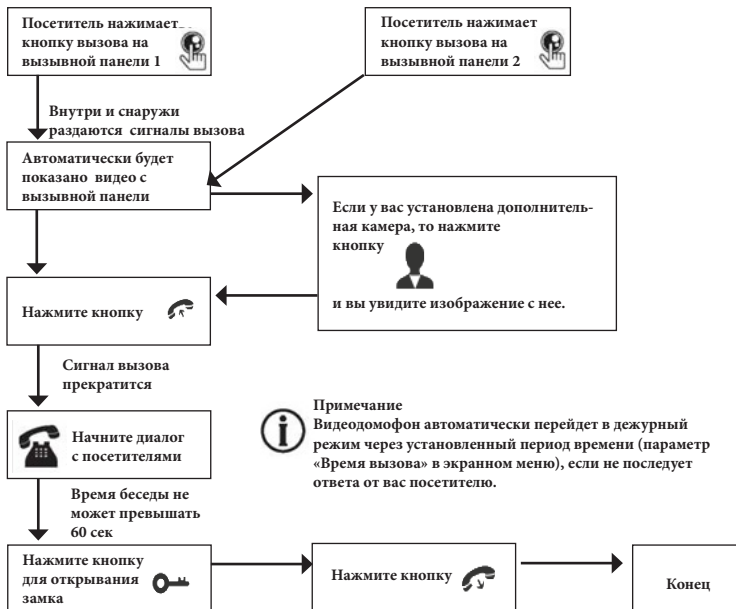 Посетитель нажимает
кнопку вызова на
вызывной панели 1
Посетитель нажимает
кнопку вызова на
вызывной панели 2
Внутри и снаружи
раздаются сигналы вызова
Автоматически будет
показано видео с
вызывной панели
Если у вас установлена дополнитель-
ная камера, то нажмите
кнопку
и вы увидите изображение с нее.
Нажмите кнопку
Сигнал вызова
прекратится
Начните диалог
с посетителями
Примечание
Видеодомофон автоматически перейдет в дежурный
режим через установленный период времени (параметр
«Время вызова» в экранном меню), если не последует
ответа от вас посетителю.
Время беседы не
может превышать
60 сек
Нажмите кнопку
для открывания
замка
Нажмите кнопку
Конец